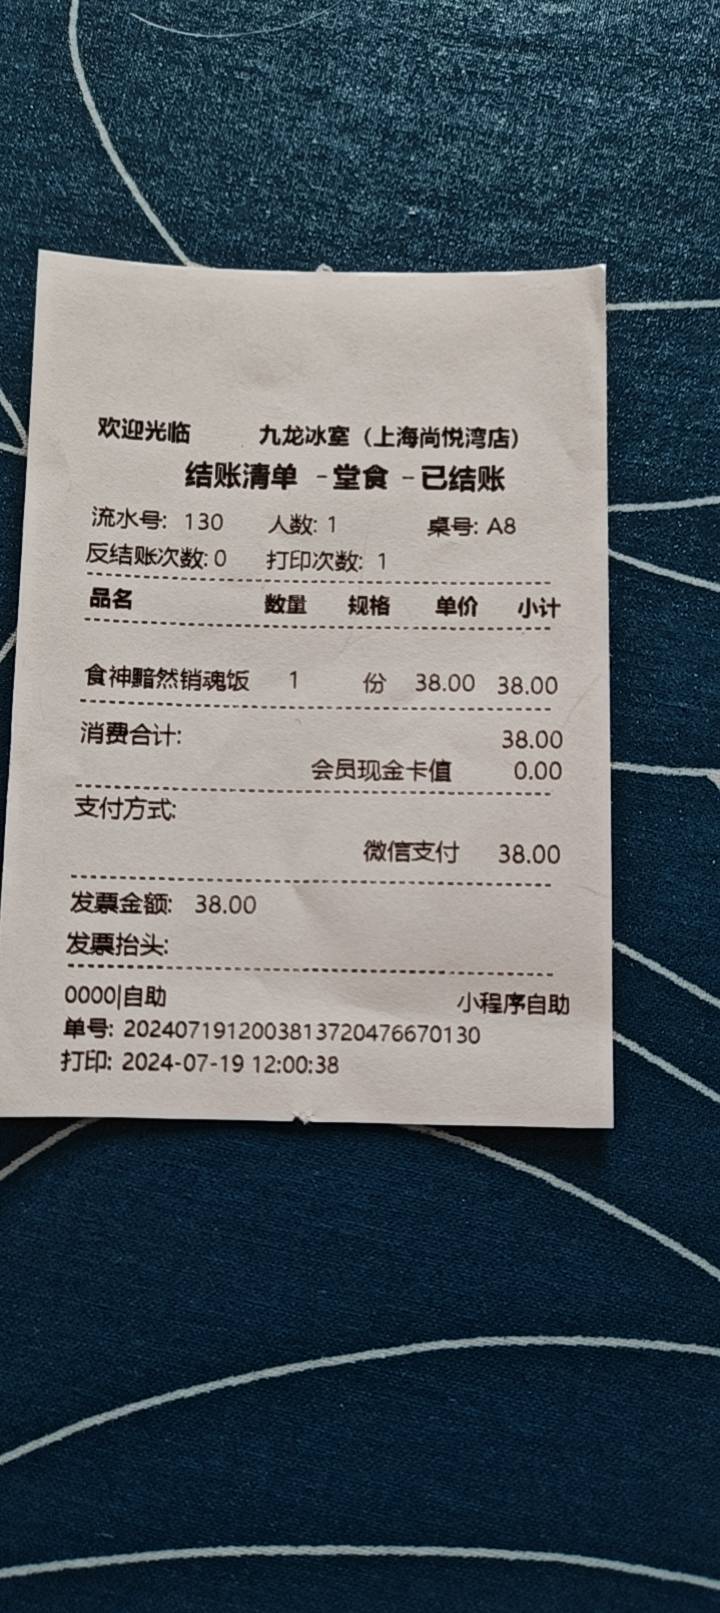 欢迎光临 九龙冰室（上海尚悦湾店）
结账清单 - 堂食 - 已结账
流水号: 130 人数: 1 桌号: A8
反结账次数: 0 打印次数: 1
品名 数量 规格 单价 小计
食神黯然销魂饭 1 份 38.00 38.00
消费合计: 38.00
会员现金卡值 0.00
支付方式:
微信支付 38.00
发票金额: 38.00
发票抬头:
0000|自助 小程序自助
单号: 2024071912003813720476670130
打印: 2024-07-19 12:00:38